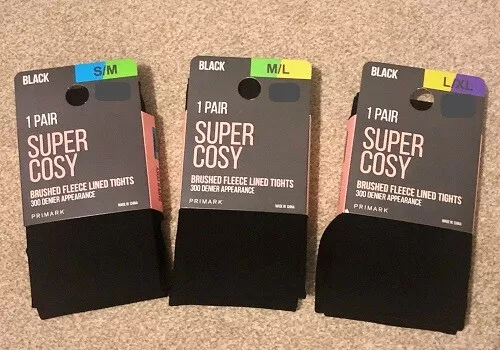 BLACK
S/M
1 PAIR
SUPER
COSY
BRUSHED FLEECE LINED TIGHTS
300 DENIER APPEARANCE
PRIMARK
MADE IN CHINA
BLACK
M/L
1 PAIR
SUPER
COSY
BRUSHED FLEECE LINED TIGHTS
300 DENIER APPEARANCE
PRIMARK
MADE IN CHINA
BLACK
L/XL
1 PAIR
SUPER
COSY
BRUSHED FLEECE LINED TIGHTS
300 DENIER APPEARANCE
PRIMARK
MADE IN CHINA